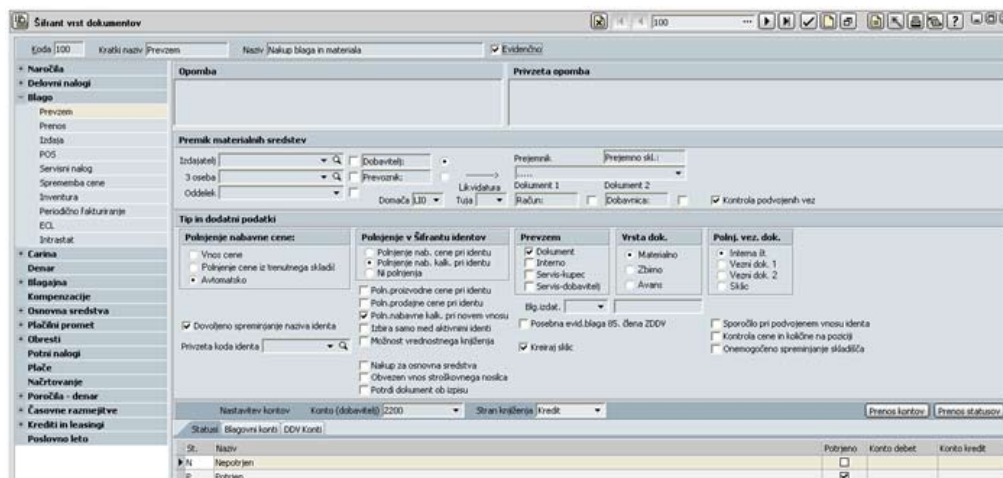 Šifrant vrst dokumentov
100
Koda 100 Kratki naziv Prevzem Naziv Nakup blaga in materiala Evidenčno
Naročila
Delovni nalogi
Blago
Prevzem
Prenos
Izdaja
POS
Servisni nalog
Sprememba cene
Inventura
Periodično fakturiranje
ECL
Intrastat
Carina
Denar
Blagajna
Kompenzacije
Osnovna sredstva
Plačilni promet
Obresti
Potni nalogi
Plače
Načrtovanje
Poročila - denar
Časovne razmejitve
Krediti in leasingi
Poslovno leto
Opomba Privzeta opomba
Premik materialnih sredstev
Izdajatelj Dobavitelj: Prejemnik Prejemno skl.:
3 oseba Prevoznik: ......
Oddelek Likvidatura Dokument 1 Dokument 2
Domača LIO Tuja Račun: Dobavnica: Kontrola podvojenih vez
Tip in dodatni podatki
Polnjenje nabavne cene:
Vnos cene
Polnjenje cene iz trenutnega skladiš
Avtomatsko
Dovoljeno spreminjanje naziva identa
Privzeta koda identa
Polnjenje v Šifrantu identov
Polnjenje nab. cene pri identu
Polnjenje nab. kalk. pri identu
Ni polnjenja
Poln.proizvodne cene pri identu
Poln.prodajne cene pri identu
Poln.nabavne kalk. pri novem vnosu
Izbira samo med aktivnimi identi
Možnost vrednostnega knjiženja
Nakup za osnovna sredstva
Obvezen vnos stroškovnega nosilca
Potrdi dokument ob izpisu
Prevzem
Dokument
Interno
Servis-kupec
Servis-dobavitelj
Vrsta dok.
Materialno
Zbirno
Avans
Polnj. vez. dok.
Interna št.
Vezni dok. 1
Vezni dok. 2
Sklic
Blg.izdat.
Posebna evid.blaga 85. člena ZDDV
Kreiraj sklic
Sporočilo pri podvojenem vnosu identa
Kontrola cene in količine na poziciji
Onemogočeno spreminjanje skladišča
Nastavitev kontov Konto (dobavitelj) 2200 Stran knjiženja Kredit Prenos kontov Prenos statusov
Statusi Blagovni konti DDV Konti
St. Naziv Potrjeno Konto debet Konto kredit
N Nepotrjen
P Potrjen